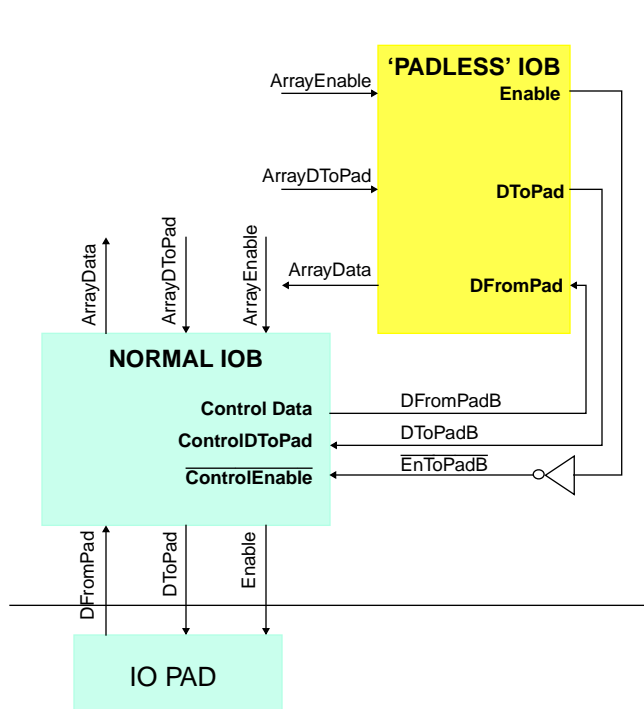 ‘PADLESS’ IOB
ArrayEnable
Enable
ArrayDToPad
DToPad
ArrayData
DFromPad
ArrayData
ArrayDToPad
ArrayEnable
NORMAL IOB
Control Data
DFromPadB
ControlDToPad
DToPadB
ControlEnable
EnToPadB
DFromPad
DToPad
Enable
IO PAD